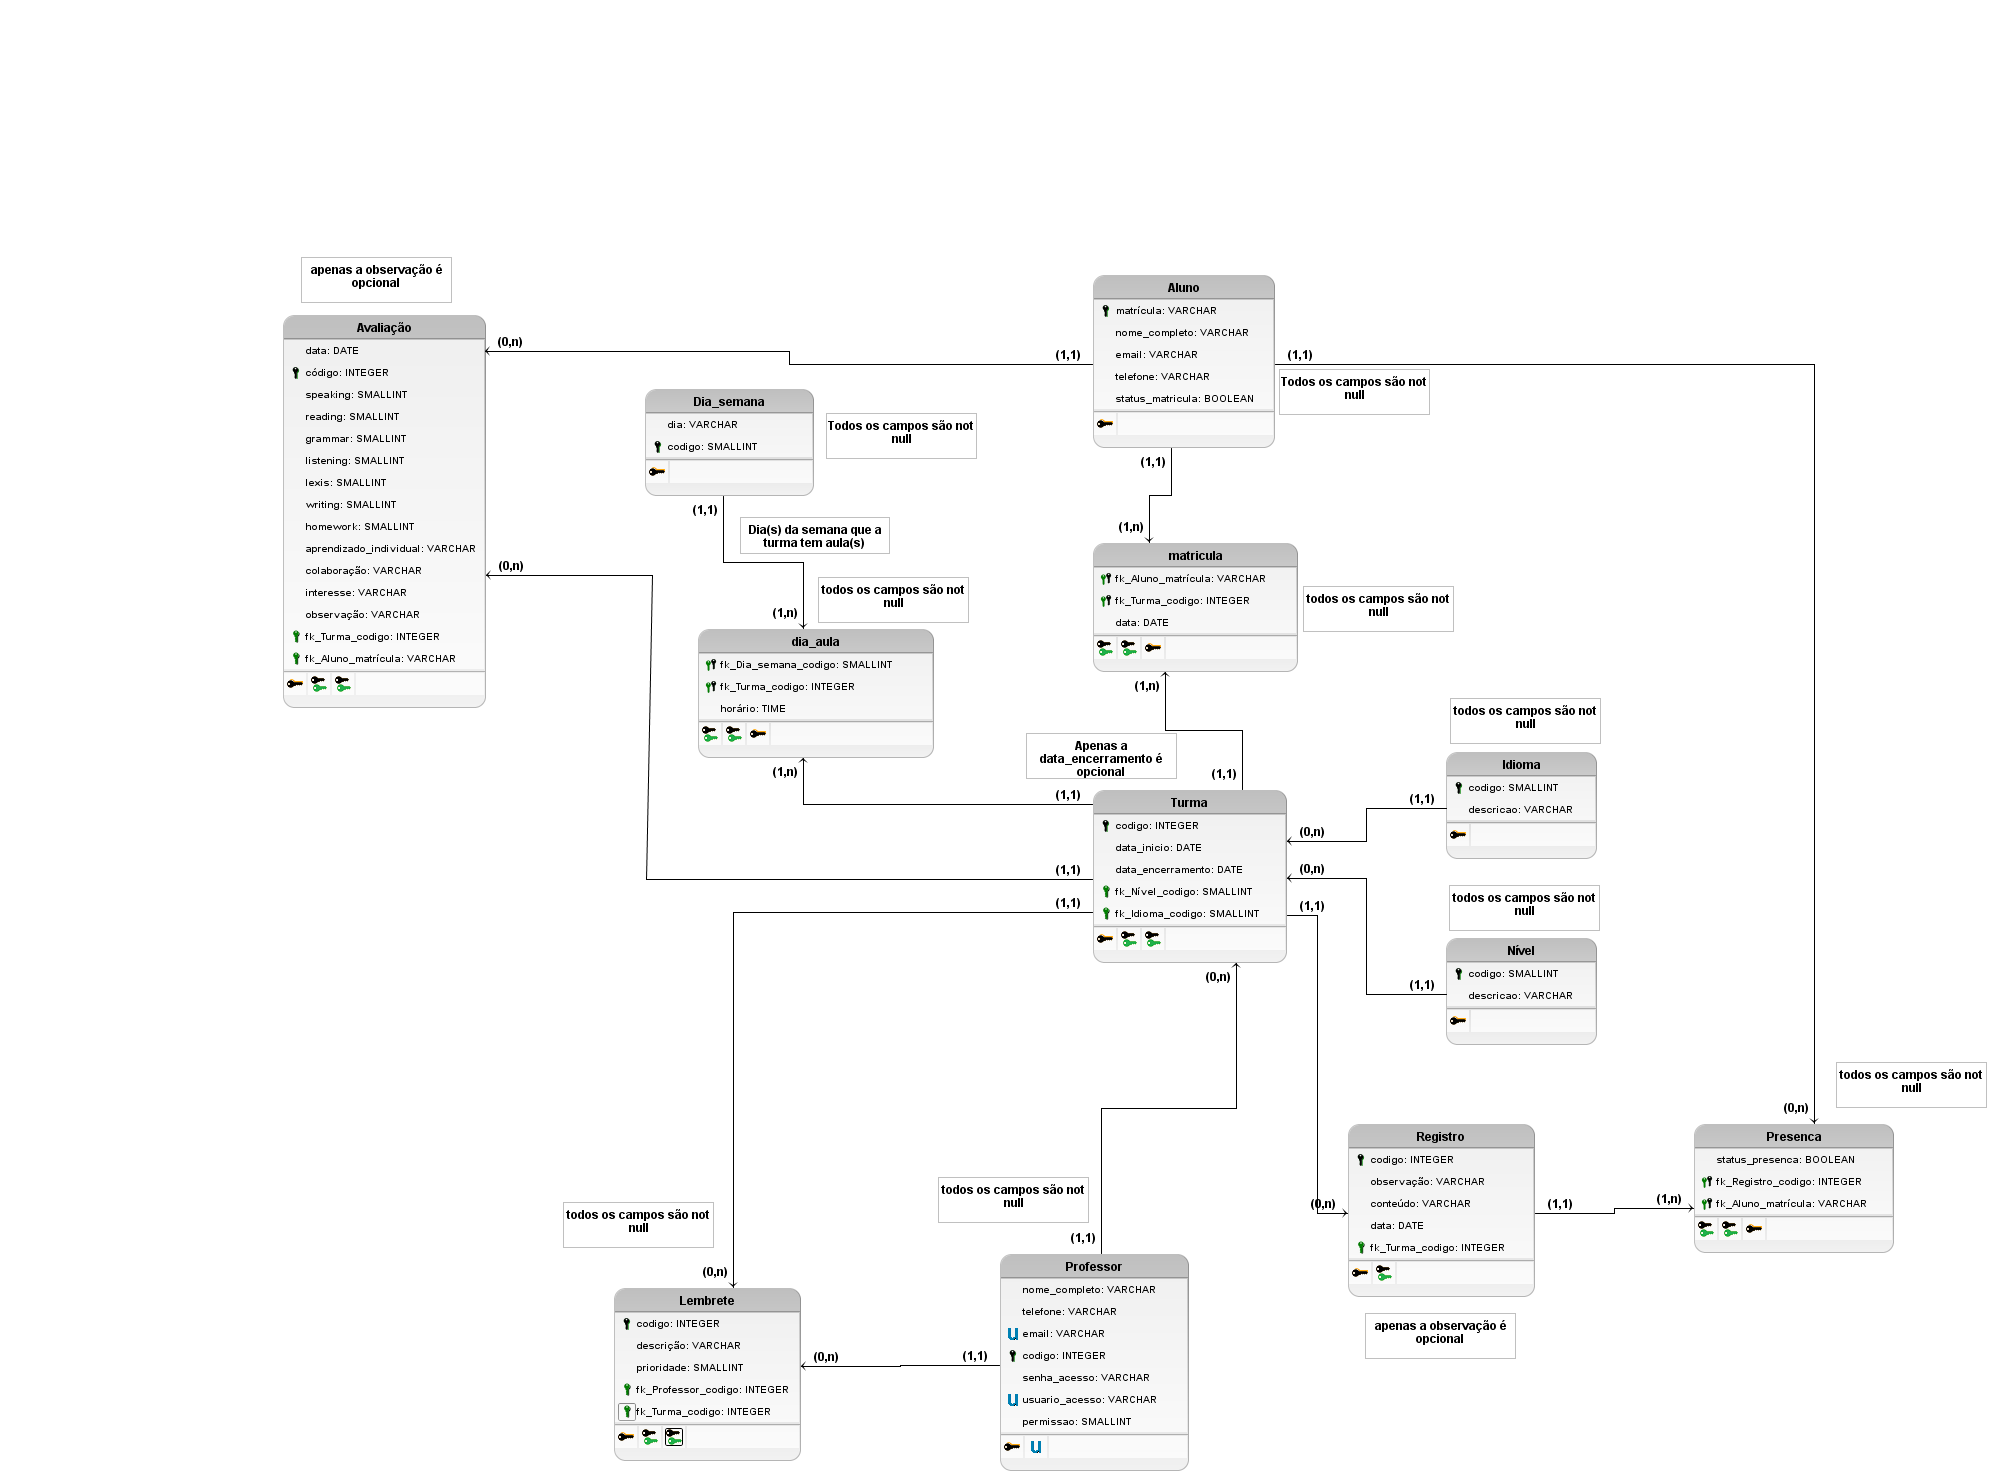 apenas a observação é
opcional
Avaliação
data: DATE
código: INTEGER
speaking: SMALLINT
reading: SMALLINT
grammar: SMALLINT
listening: SMALLINT
lexis: SMALLINT
writing: SMALLINT
homework: SMALLINT
aprendizado_individual: VARCHAR
colaboração: VARCHAR
interesse: VARCHAR
observação: VARCHAR
fk_Turma_codigo: INTEGER
fk_Aluno_matrícula: VARCHAR
(0,n)
(0,n)
Aluno
matrícula: VARCHAR
nome_completo: VARCHAR
email: VARCHAR
telefone: VARCHAR
status_matricula: BOOLEAN
(1,1)
(1,1)
Todos os campos são not
null
(1,1)
(1,n)
Dia_semana
dia: VARCHAR
codigo: SMALLINT
Todos os campos são not
null
(1,1)
Dia(s) da semana que a
turma tem aula(s)
todos os campos são not
null
(1,n)
dia_aula
fk_Dia_semana_codigo: SMALLINT
fk_Turma_codigo: INTEGER
horário: TIME
(1,n)
matricula
fk_Aluno_matrícula: VARCHAR
fk_Turma_codigo: INTEGER
data: DATE
todos os campos são not
null
(1,n)
Apenas a
data_encerramento é
opcional
(1,1)
(1,1)
Turma
codigo: INTEGER
data_inicio: DATE
data_encerramento: DATE
fk_Nível_codigo: SMALLINT
fk_Idioma_codigo: SMALLINT
(1,1)
(1,1)
(0,n)
(0,n)
(1,1)
(0,n)
todos os campos são not
null
Idioma
codigo: SMALLINT
descricao: VARCHAR
(1,1)
todos os campos são not
null
Nível
codigo: SMALLINT
descricao: VARCHAR
(1,1)
todos os campos são not
null
(0,n)
Presenca
status_presenca: BOOLEAN
fk_Registro_codigo: INTEGER
fk_Aluno_matrícula: VARCHAR
Registro
codigo: INTEGER
observação: VARCHAR
conteúdo: VARCHAR
data: DATE
fk_Turma_codigo: INTEGER
(0,n)
(1,1)
(1,n)
apenas a observação é
opcional
todos os campos são not
null
(1,1)
Professor
nome_completo: VARCHAR
telefone: VARCHAR
u email: VARCHAR
codigo: INTEGER
senha_acesso: VARCHAR
u usuario_acesso: VARCHAR
permissao: SMALLINT
u
todos os campos são not
null
(0,n)
Lembrete
codigo: INTEGER
descrição: VARCHAR
prioridade: SMALLINT
fk_Professor_codigo: INTEGER
fk_Turma_codigo: INTEGER
(0,n)
(1,1)